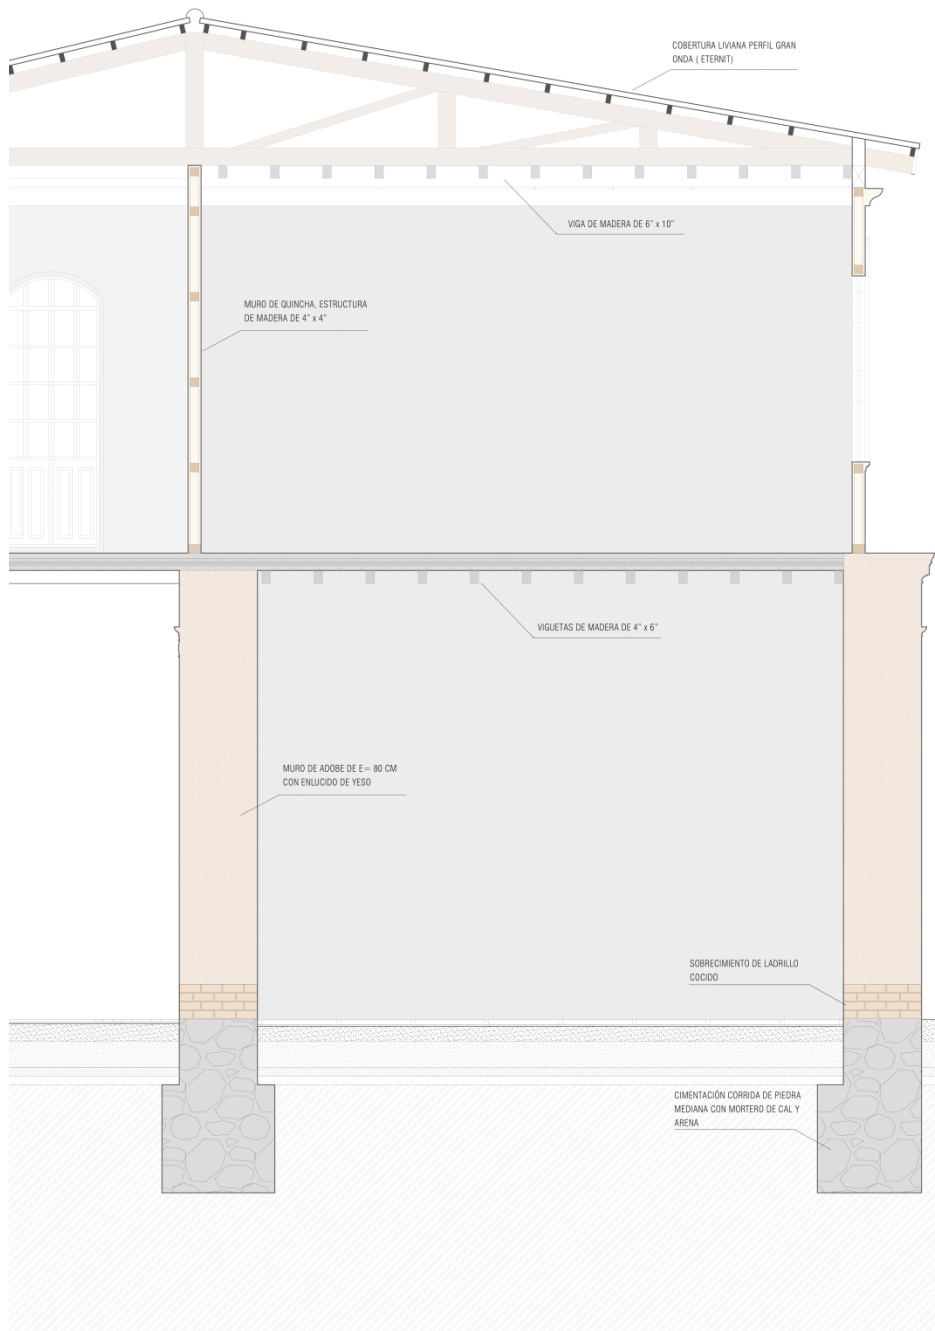 COBERTURA LIVIANA PERFIL GRAN
ONDA ( ETERNIT)
VIGA DE MADERA DE 6" x 10"
MURO DE QUINCHA, ESTRUCTURA
DE MADERA DE 4" x 4"
VIGUETAS DE MADERA DE 4" x 6"
MURO DE ADOBE DE E= 80 CM
CON ENLUCIDO DE YESO
SOBRECIMIENTO DE LADRILLO
COCIDO
CIMENTACIÓN CORRIDA DE PIEDRA
MEDIANA CON MORTERO DE CAL Y
ARENA